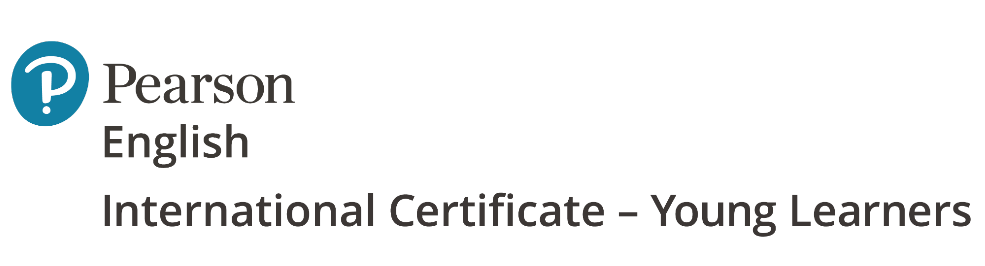 Pearson
English
International Certificate – Young Learners